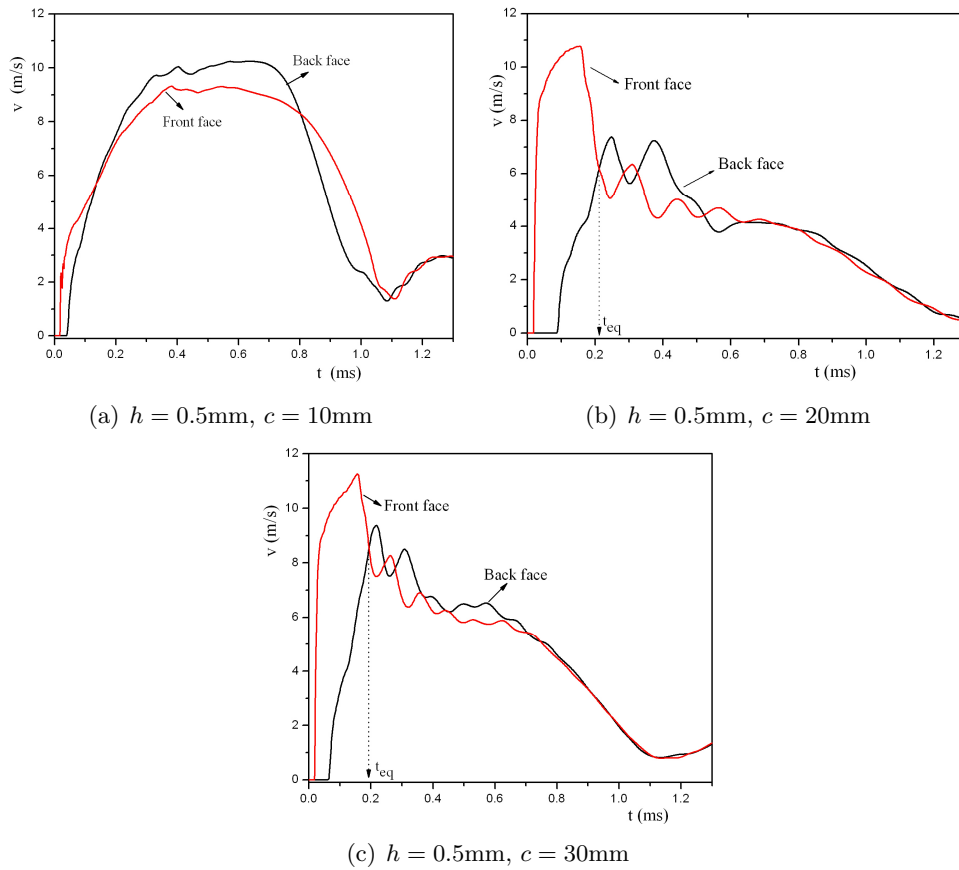 12
10
8
6
4
2
0
v (m/s)
Back face
Front face
0.0 0.2 0.4 0.6 0.8 1.0 1.2
t (ms)
(a) h = 0.5mm, c = 10mm
12
10
8
6
4
2
0
v (m/s)
Front face
Back face
t_eq
0.0 0.2 0.4 0.6 0.8 1.0 1.2
t (ms)
(b) h = 0.5mm, c = 20mm
12
10
8
6
4
2
0
v (m/s)
Front face
Back face
t_eq
0.0 0.2 0.4 0.6 0.8 1.0 1.2
t (ms)
(c) h = 0.5mm, c = 30mm